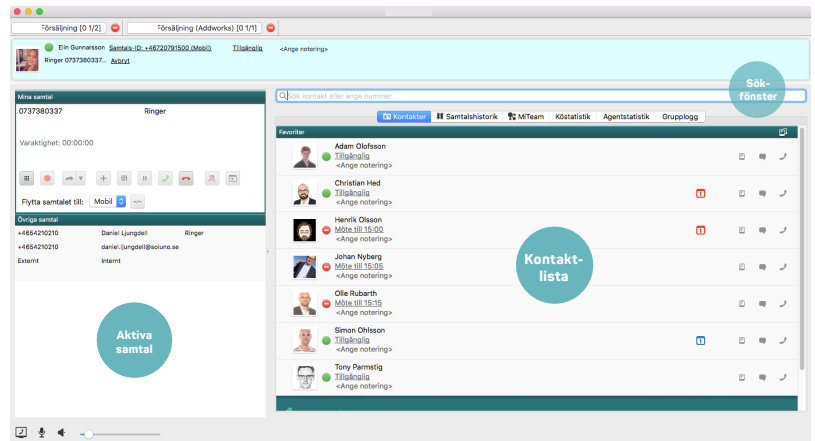 Försäljning [0 1/2] Försäljning (Addworks) [0 1/1]
Elin Gunnarsson Samtals-ID: +46720791500 (Mobil) Tillgänglig <Ange notering>
Ringer 0737380337... Avbryt
Mina samtal
0737380337 Ringer
Varaktighet: 00:00:00
Flytta samtalet till: Mobil
Övriga samtal
+4654210210 Daniel Ljungdell Ringer
+4654210210 daniel.ljungdell@soluno.se
Externt Internt
Aktiva
samtal
Sök kontakt eller ange nummer
Sök-
fönster
Kontakter Samtalshistorik MiTeam Köstatistik Agentstatistik Grupplogg
Favoriter
Adam Olofsson
Tillgänglig
<Ange notering>
Christian Hed
Tillgänglig
<Ange notering>
Henrik Olsson
Möte till 15:00
<Ange notering>
Johan Nyberg
Möte till 15:05
<Ange notering>
Olle Rubarth
Möte till 15:15
<Ange notering>
Simon Ohlsson
Tillgänglig
<Ange notering>
Tony Parmstig
Tillgänglig
<Ange notering>
Kontakt-
lista